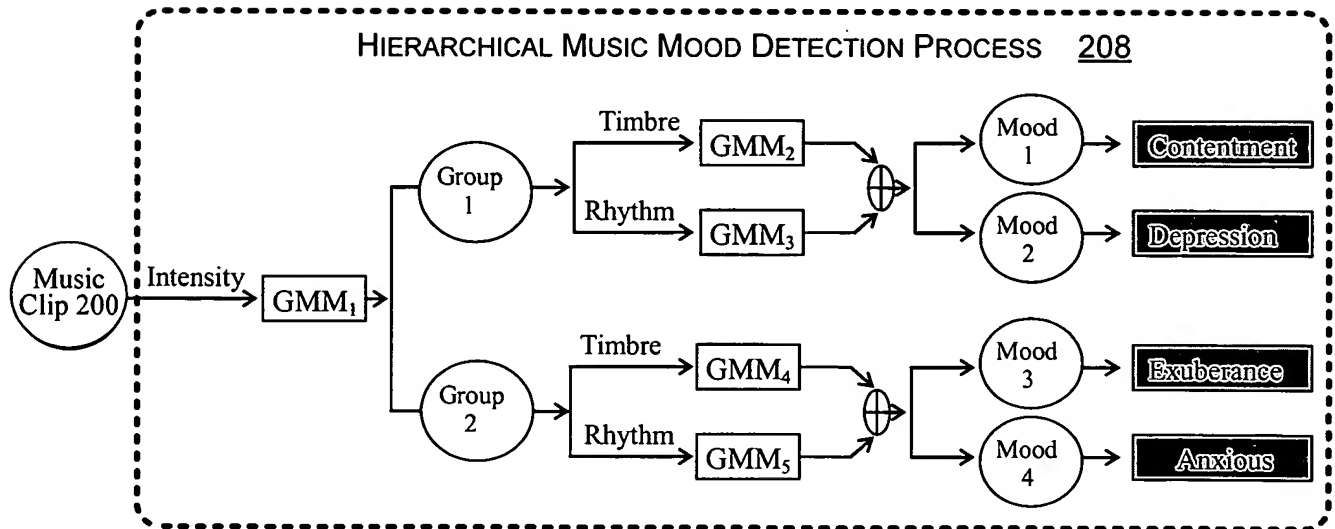 HIERARCHICAL MUSIC MOOD DETECTION PROCESS 208
Music
Clip 200
Intensity
GMM₁
Group
1
Timbre
GMM₂
Rhythm
GMM₃
Mood
1
Contentment
Mood
2
Depression
Group
2
Timbre
GMM₄
Rhythm
GMM₅
Mood
3
Exuberance
Mood
4
Anxious